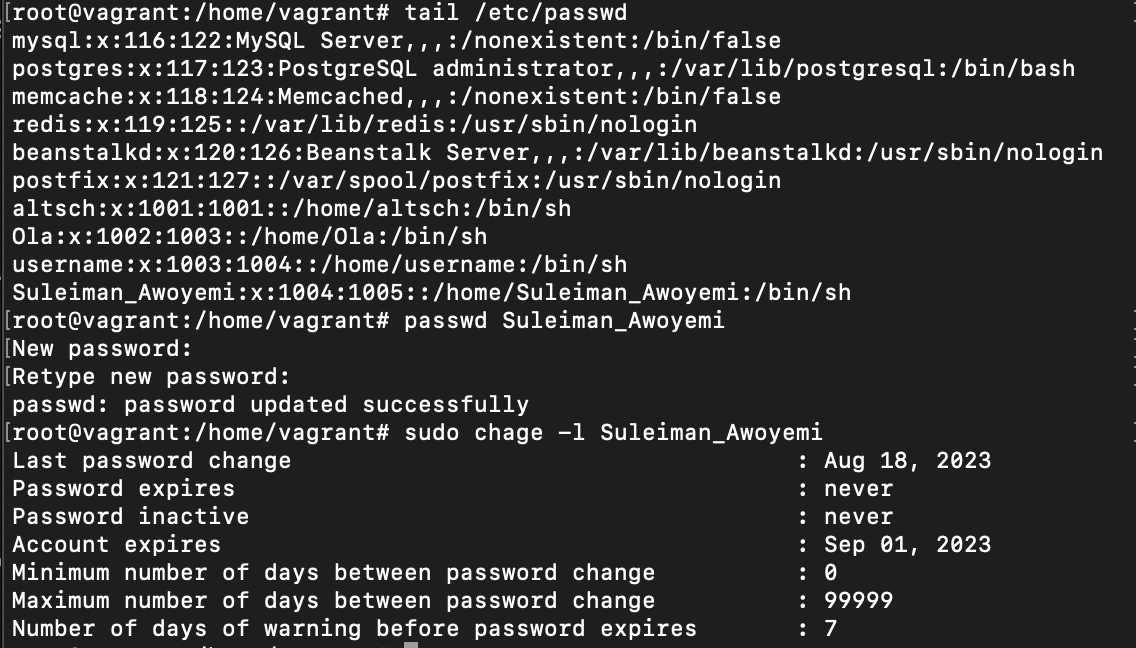 [root@vagrant:/home/vagrant# tail /etc/passwd
mysql:x:116:122:MySQL Server,,,:/nonexistent:/bin/false
postgres:x:117:123:PostgreSQL administrator,,,:/var/lib/postgresql:/bin/bash
memcache:x:118:124:Memcached,,,:/nonexistent:/bin/false
redis:x:119:125::/var/lib/redis:/usr/sbin/nologin
beanstalkd:x:120:126:Beanstalk Server,,,:/var/lib/beanstalkd:/usr/sbin/nologin
postfix:x:121:127::/var/spool/postfix:/usr/sbin/nologin
altsch:x:1001:1001::/home/altsch:/bin/sh
Ola:x:1002:1003::/home/Ola:/bin/sh
username:x:1003:1004::/home/username:/bin/sh
Suleiman_Awoyemi:x:1004:1005::/home/Suleiman_Awoyemi:/bin/sh
[root@vagrant:/home/vagrant# passwd Suleiman_Awoyemi
[New password:
[Retype new password:
passwd: password updated successfully
[root@vagrant:/home/vagrant# sudo chage -l Suleiman_Awoyemi
Last password change : Aug 18, 2023
Password expires : never
Password inactive : never
Account expires : Sep 01, 2023
Minimum number of days between password change : 0
Maximum number of days between password change : 99999
Number of days of warning before password expires : 7